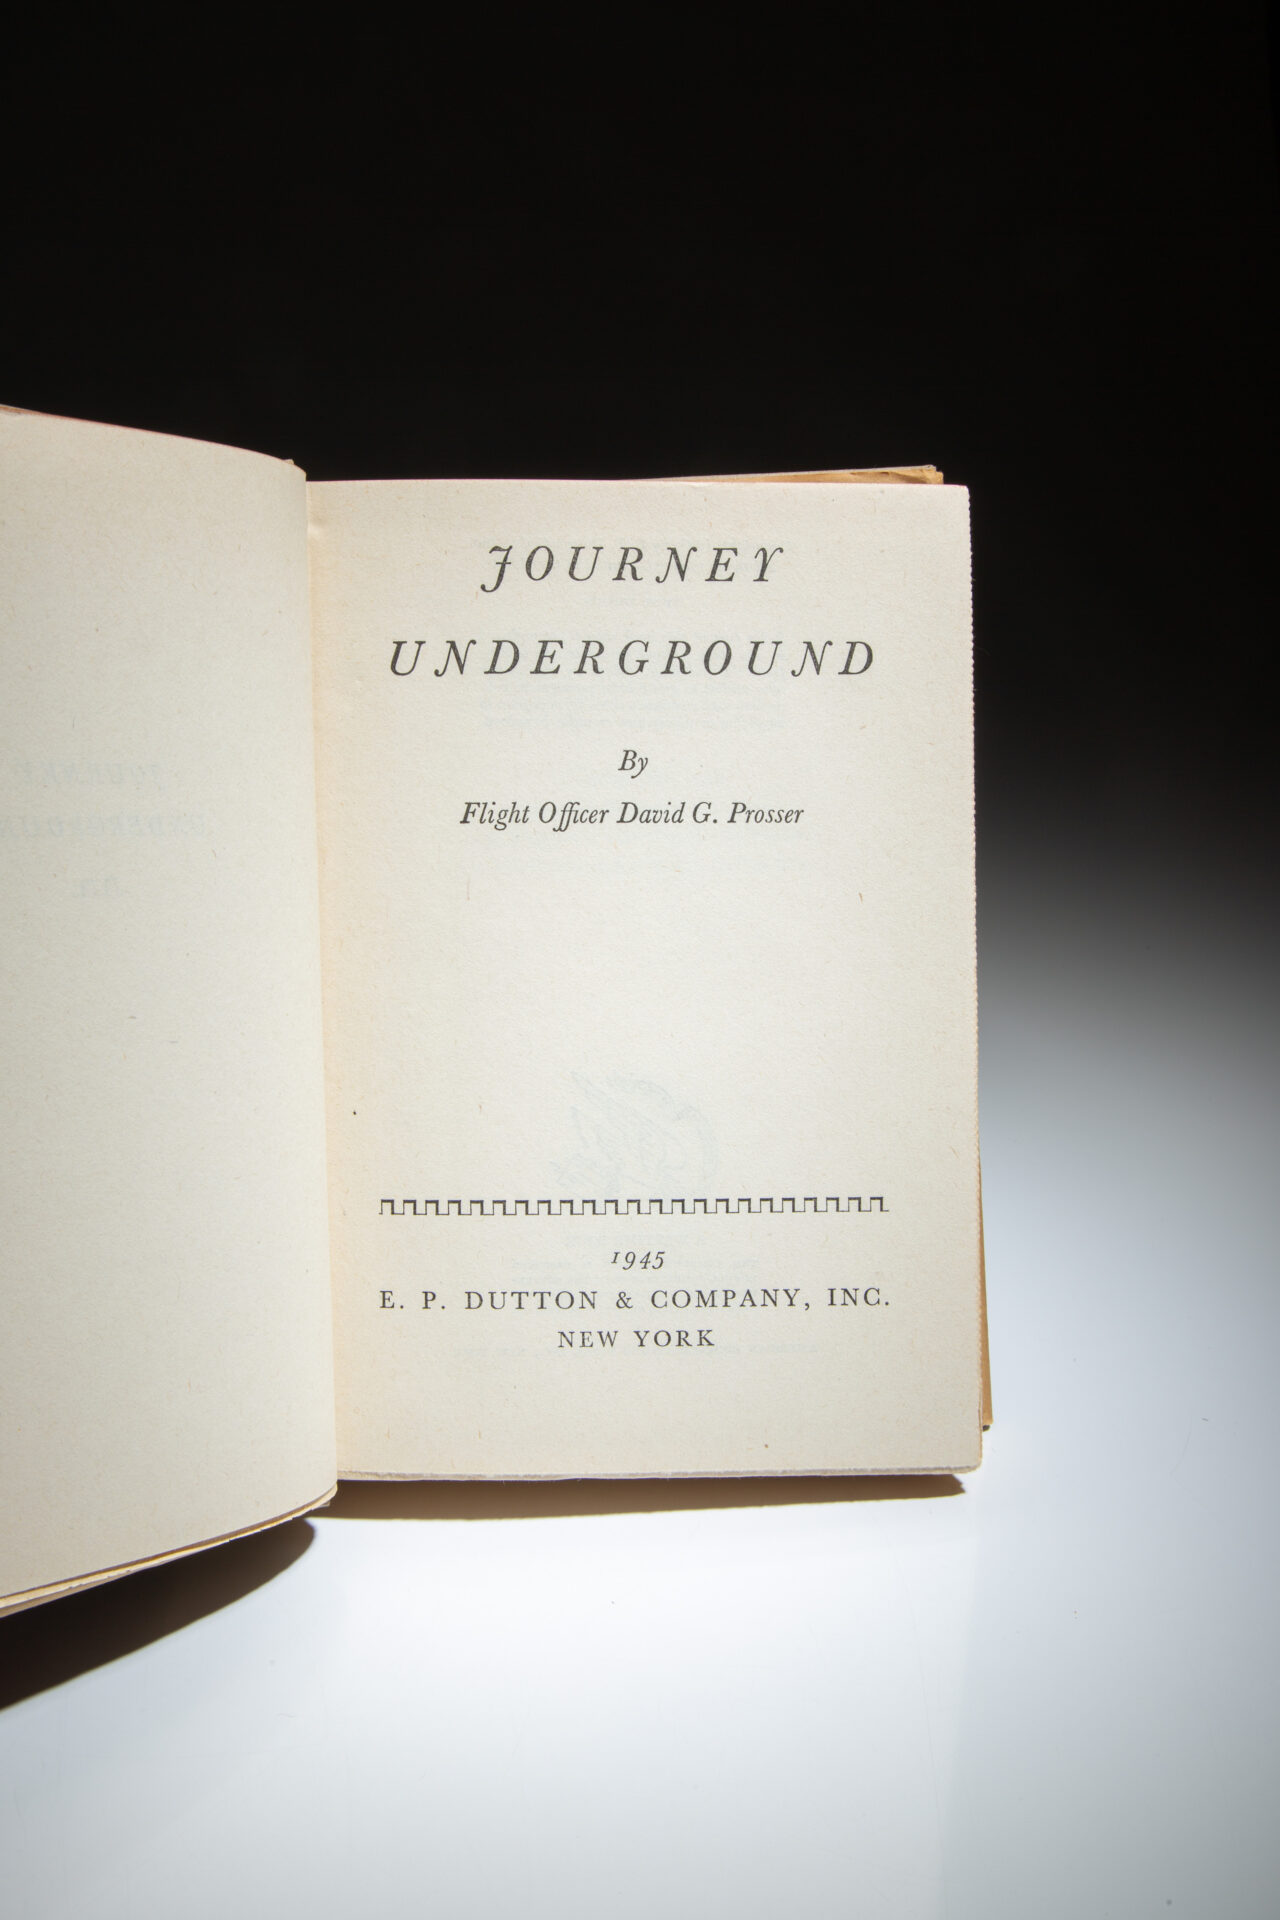 JOURNEY
UNDERGROUND
By
Flight Officer David G. Prosser
1945
E. P. DUTTON & COMPANY, INC.
NEW YORK